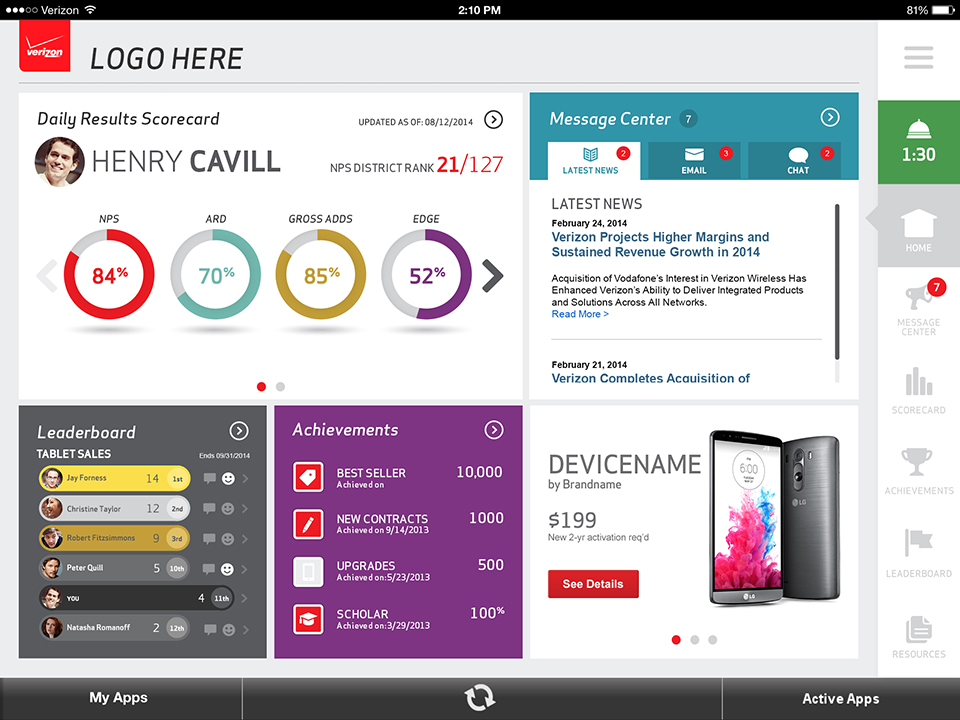 Verizon
2:10 PM
81%
verizon
LOGO HERE
Daily Results Scorecard
UPDATED AS OF: 08/12/2014
HENRY CAVILL
NPS DISTRICT RANK 21/127
NPS
ARD
GROSS ADDS
EDGE
84%
70%
85%
52%
Message Center 7
LATEST NEWS 2
EMAIL 3
CHAT 2
LATEST NEWS
February 24, 2014
Verizon Projects Higher Margins and
Sustained Revenue Growth in 2014
Acquisition of Vodafone's Interest in Verizon Wireless Has
Enhanced Verizon's Ability to Deliver Integrated Products
and Solutions Across All Networks.
Read More >
February 21, 2014
Verizon Completes Acquisition of
1:30
HOME
7
MESSAGE
CENTER
SCORECARD
ACHIEVEMENTS
LEADERBOARD
RESOURCES
Leaderboard
TABLET SALES
Ends 09/31/2014
Jay Forness 14 1st
Christine Taylor 12 2nd
Robert Fitzsimmons 9 3rd
Peter Quill 5 10th
YOU 4 11th
Natasha Romanoff 2 12th
Achievements
BEST SELLER 10,000
Achieved on
NEW CONTRACTS 1000
Achieved on 9/14/2013
UPGRADES 500
Achieved on:5/23/2013
SCHOLAR 100%
Achieved on:3/29/2013
DEVICENAME
by Brandname
$199
New 2-yr activation req'd
See Details
6:00
LG
LG
My Apps
Active Apps